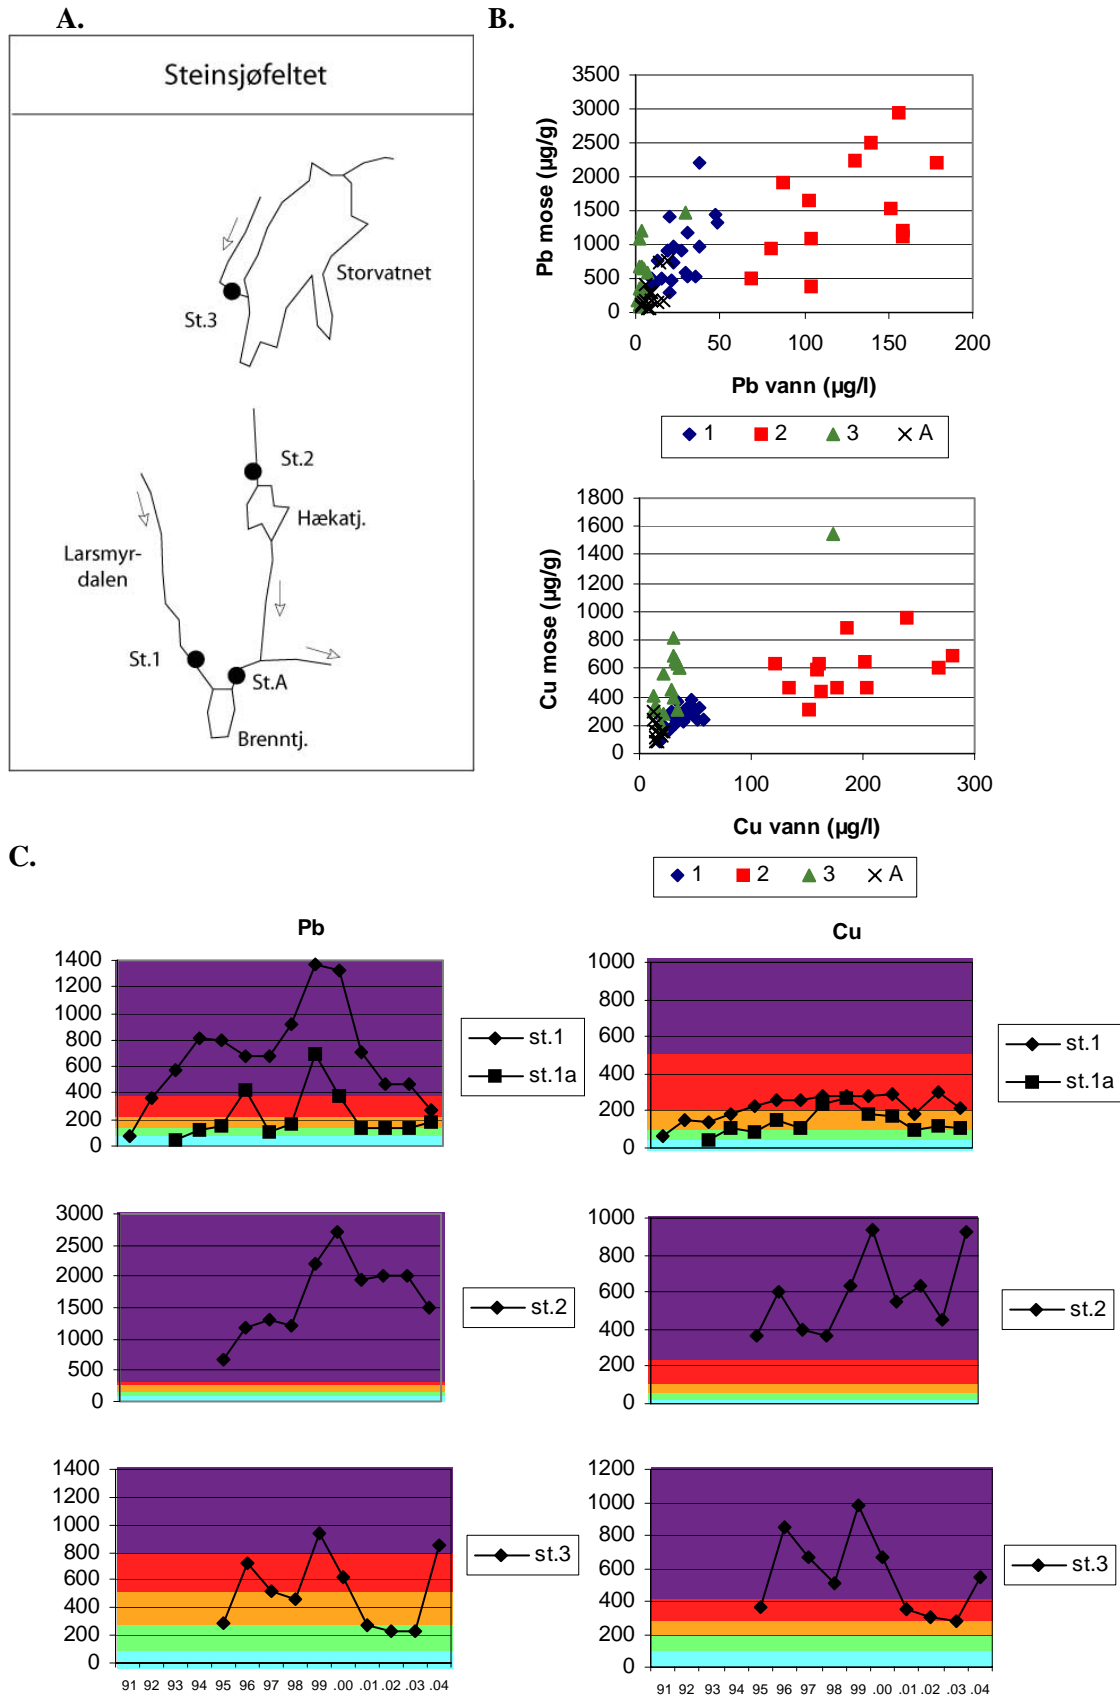 A.
Steinsjøfeltet
Storvatnet
St.3
St.2
Hækatj.
Larsmyr-
dalen
St.1
St.A
Brenntj.
B.
Pb mose (µg/g)
3500
3000
2500
2000
1500
1000
500
0
0 50 100 150 200
Pb vann (µg/l)
1 2 3 A
Cu mose (µg/g)
1800
1600
1400
1200
1000
800
600
400
200
0
0 100 200 300
Cu vann (µg/l)
1 2 3 A
C.
Pb
1400
1200
1000
800
600
400
200
0
st.1
st.1a
Cu
1000
800
600
400
200
0
st.1
st.1a
3000
2500
2000
1500
1000
500
0
st.2
1000
800
600
400
200
0
st.2
1400
1200
1000
800
600
400
200
0
91 92 93 94 95 96 97 98 99 .00 .01 .02 .03 .04
st.3
1200
1000
800
600
400
200
0
91 92 93 94 95 96 97 98 99 .00 .01 .02 .03 .04
st.3